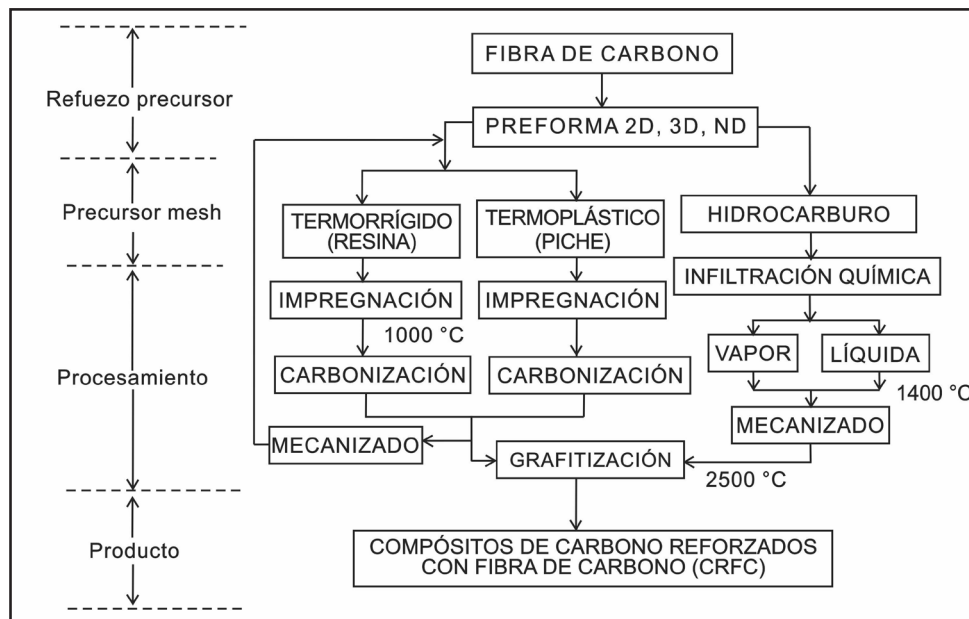 FIBRA DE CARBONO
Refuezo precursor
PREFORMA 2D, 3D, ND
Precursor mesh
TERMORRÍGIDO
(RESINA)
TERMOPLÁSTICO
(PICHE)
HIDROCARBURO
INFILTRACIÓN QUÍMICA
IMPREGNACIÓN
IMPREGNACIÓN
1000 °C
VAPOR
LÍQUIDA
Procesamiento
CARBONIZACIÓN
CARBONIZACIÓN
1400 °C
MECANIZADO
MECANIZADO
GRAFITIZACIÓN
2500 °C
Producto
COMPÓSITOS DE CARBONO REFORZADOS
CON FIBRA DE CARBONO (CRFC)